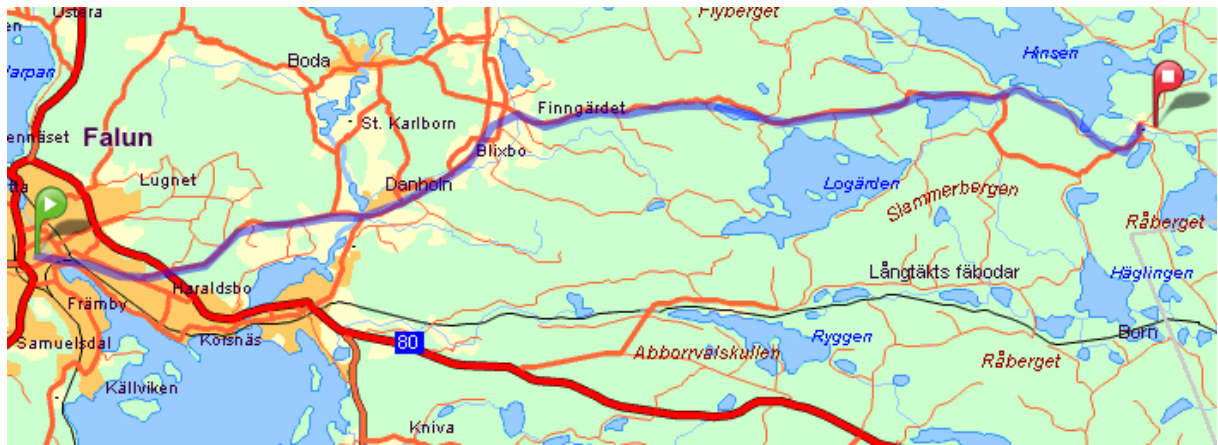 Östera
Flyberget
Hinsen
Boda
Varpan
Finngärdet
St. Karlborn
Falun
Blixbo
Lugnet
Danholn
Logärden
Slammerbergen
Råberget
Långtäkts fäbodar
Häglingen
Haraldsbo
Främby
Korsnäs
Samuelsdal
80
Ryggen
Born
Abborrvalskullen
Råberget
Källviken
Kniva